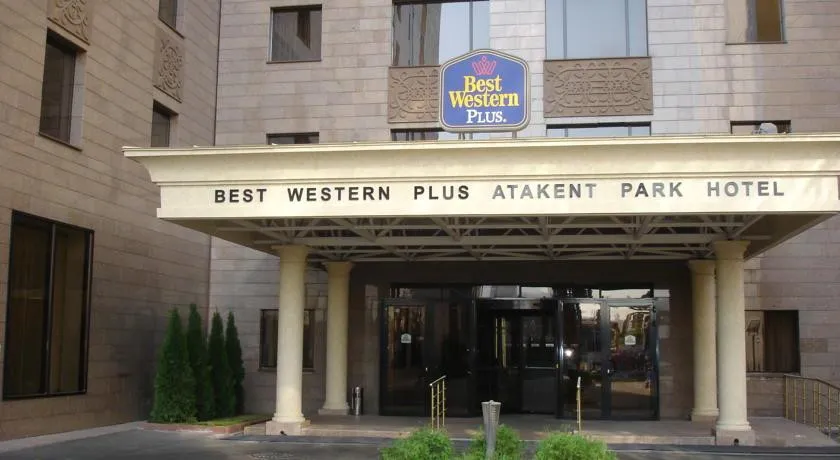 Best
Western
PLUS®
BEST WESTERN PLUS ATAKENT PARK HOTEL